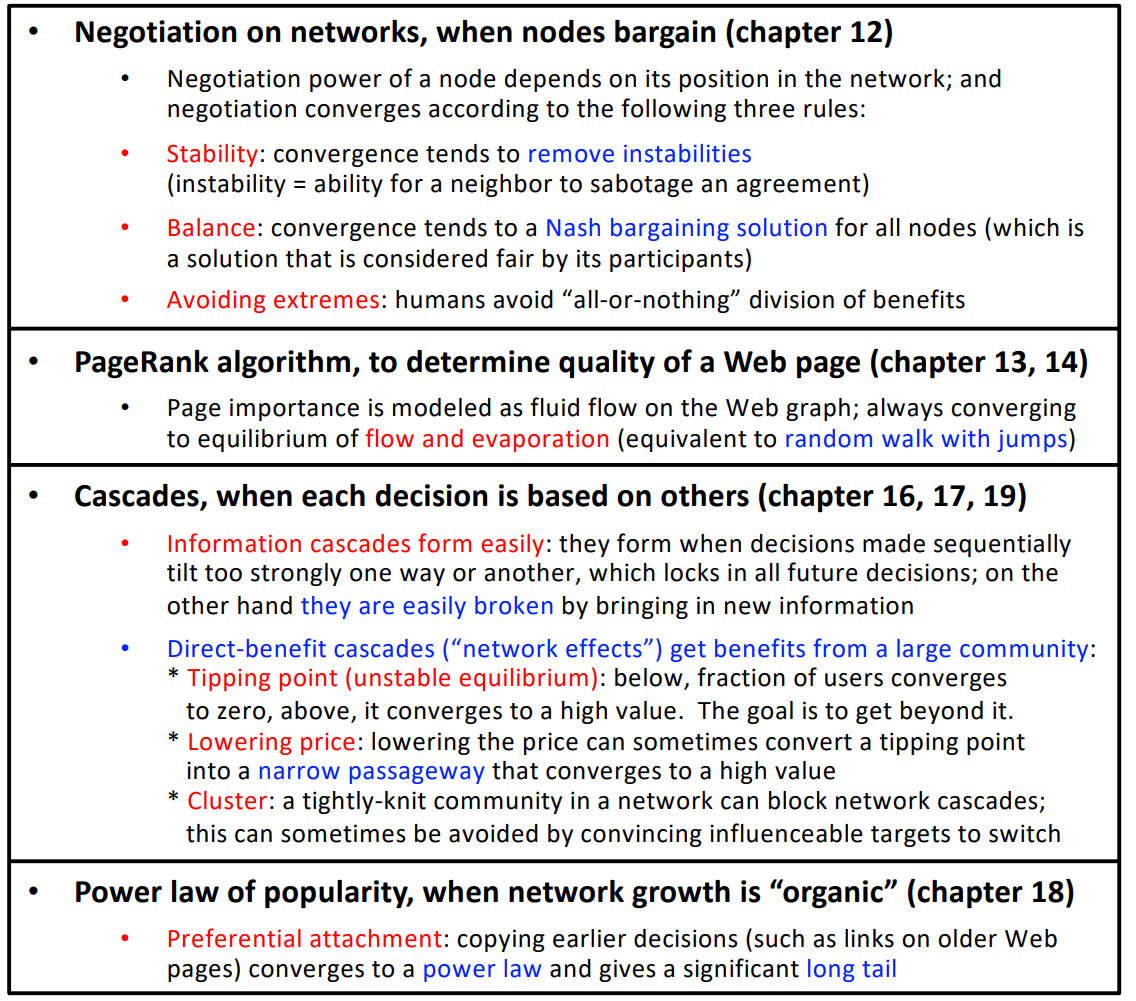 • Negotiation on networks, when nodes bargain (chapter 12)
• Negotiation power of a node depends on its position in the network; and
negotiation converges according to the following three rules:
• Stability: convergence tends to remove instabilities
(instability = ability for a neighbor to sabotage an agreement)
• Balance: convergence tends to a Nash bargaining solution for all nodes (which is
a solution that is considered fair by its participants)
• Avoiding extremes: humans avoid “all-or-nothing” division of benefits
• PageRank algorithm, to determine quality of a Web page (chapter 13, 14)
• Page importance is modeled as fluid flow on the Web graph; always converging
to equilibrium of flow and evaporation (equivalent to random walk with jumps)
• Cascades, when each decision is based on others (chapter 16, 17, 19)
• Information cascades form easily: they form when decisions made sequentially
tilt too strongly one way or another, which locks in all future decisions; on the
other hand they are easily broken by bringing in new information
• Direct-benefit cascades (“network effects”) get benefits from a large community:
* Tipping point (unstable equilibrium): below, fraction of users converges
to zero, above, it converges to a high value. The goal is to get beyond it.
* Lowering price: lowering the price can sometimes convert a tipping point
into a narrow passageway that converges to a high value
* Cluster: a tightly-knit community in a network can block network cascades;
this can sometimes be avoided by convincing influenceable targets to switch
• Power law of popularity, when network growth is “organic” (chapter 18)
• Preferential attachment: copying earlier decisions (such as links on older Web
pages) converges to a power law and gives a significant long tail